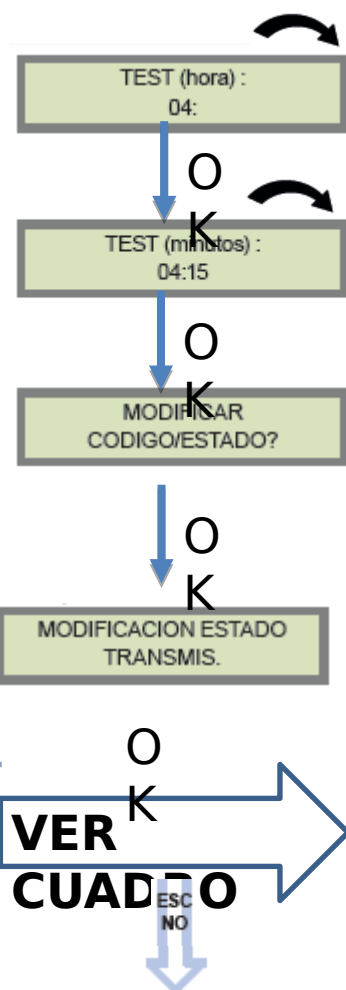 TEST (hora) :
04:
O
K
TEST (minutos) :
04:15
O
K
MODIFICAR
CODIGO/ESTADO?
O
K
MODIFICACION ESTADO
TRANSMIS.
O
K
VER
CUADRO
ESC
NO